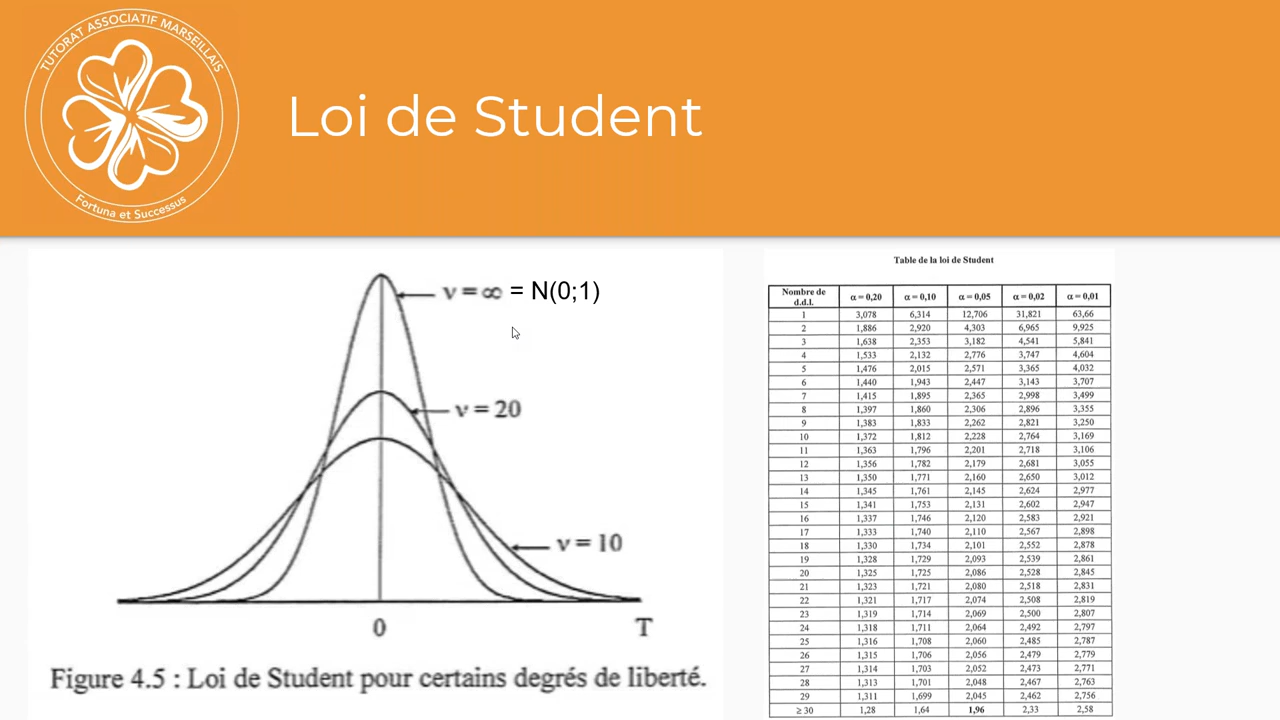 TUTORAT ASSOCIATIF MARSEILLAIS
Fortuna et Successus
Loi de Student
ν = ∞ = N(0;1)
ν = 20
ν = 10
0 T
Figure 4.5 : Loi de Student pour certains degrés de liberté.
Table de la loi de Student
Nombre de d.d.l. α = 0,20 α = 0,10 α = 0,05 α = 0,02 α = 0,01
1 3,078 6,314 12,706 31,821 63,66
2 1,886 2,920 4,303 6,965 9,925
3 1,638 2,353 3,182 4,541 5,841
4 1,533 2,132 2,776 3,747 4,604
5 1,476 2,015 2,571 3,365 4,032
6 1,440 1,943 2,447 3,143 3,707
7 1,415 1,895 2,365 2,998 3,499
8 1,397 1,860 2,306 2,896 3,355
9 1,383 1,833 2,262 2,821 3,250
10 1,372 1,812 2,228 2,764 3,169
11 1,363 1,796 2,201 2,718 3,106
12 1,356 1,782 2,179 2,681 3,055
13 1,350 1,771 2,160 2,650 3,012
14 1,345 1,761 2,145 2,624 2,977
15 1,341 1,753 2,131 2,602 2,947
16 1,337 1,746 2,120 2,583 2,921
17 1,333 1,740 2,110 2,567 2,898
18 1,330 1,734 2,101 2,552 2,878
19 1,328 1,729 2,093 2,539 2,861
20 1,325 1,725 2,086 2,528 2,845
21 1,323 1,721 2,080 2,518 2,831
22 1,321 1,717 2,074 2,508 2,819
23 1,319 1,714 2,069 2,500 2,807
24 1,318 1,711 2,064 2,492 2,797
25 1,316 1,708 2,060 2,485 2,787
26 1,315 1,706 2,056 2,479 2,779
27 1,314 1,703 2,052 2,473 2,771
28 1,313 1,701 2,048 2,467 2,763
29 1,311 1,699 2,045 2,462 2,756
≥ 30 1,28 1,64 1,96 2,33 2,58